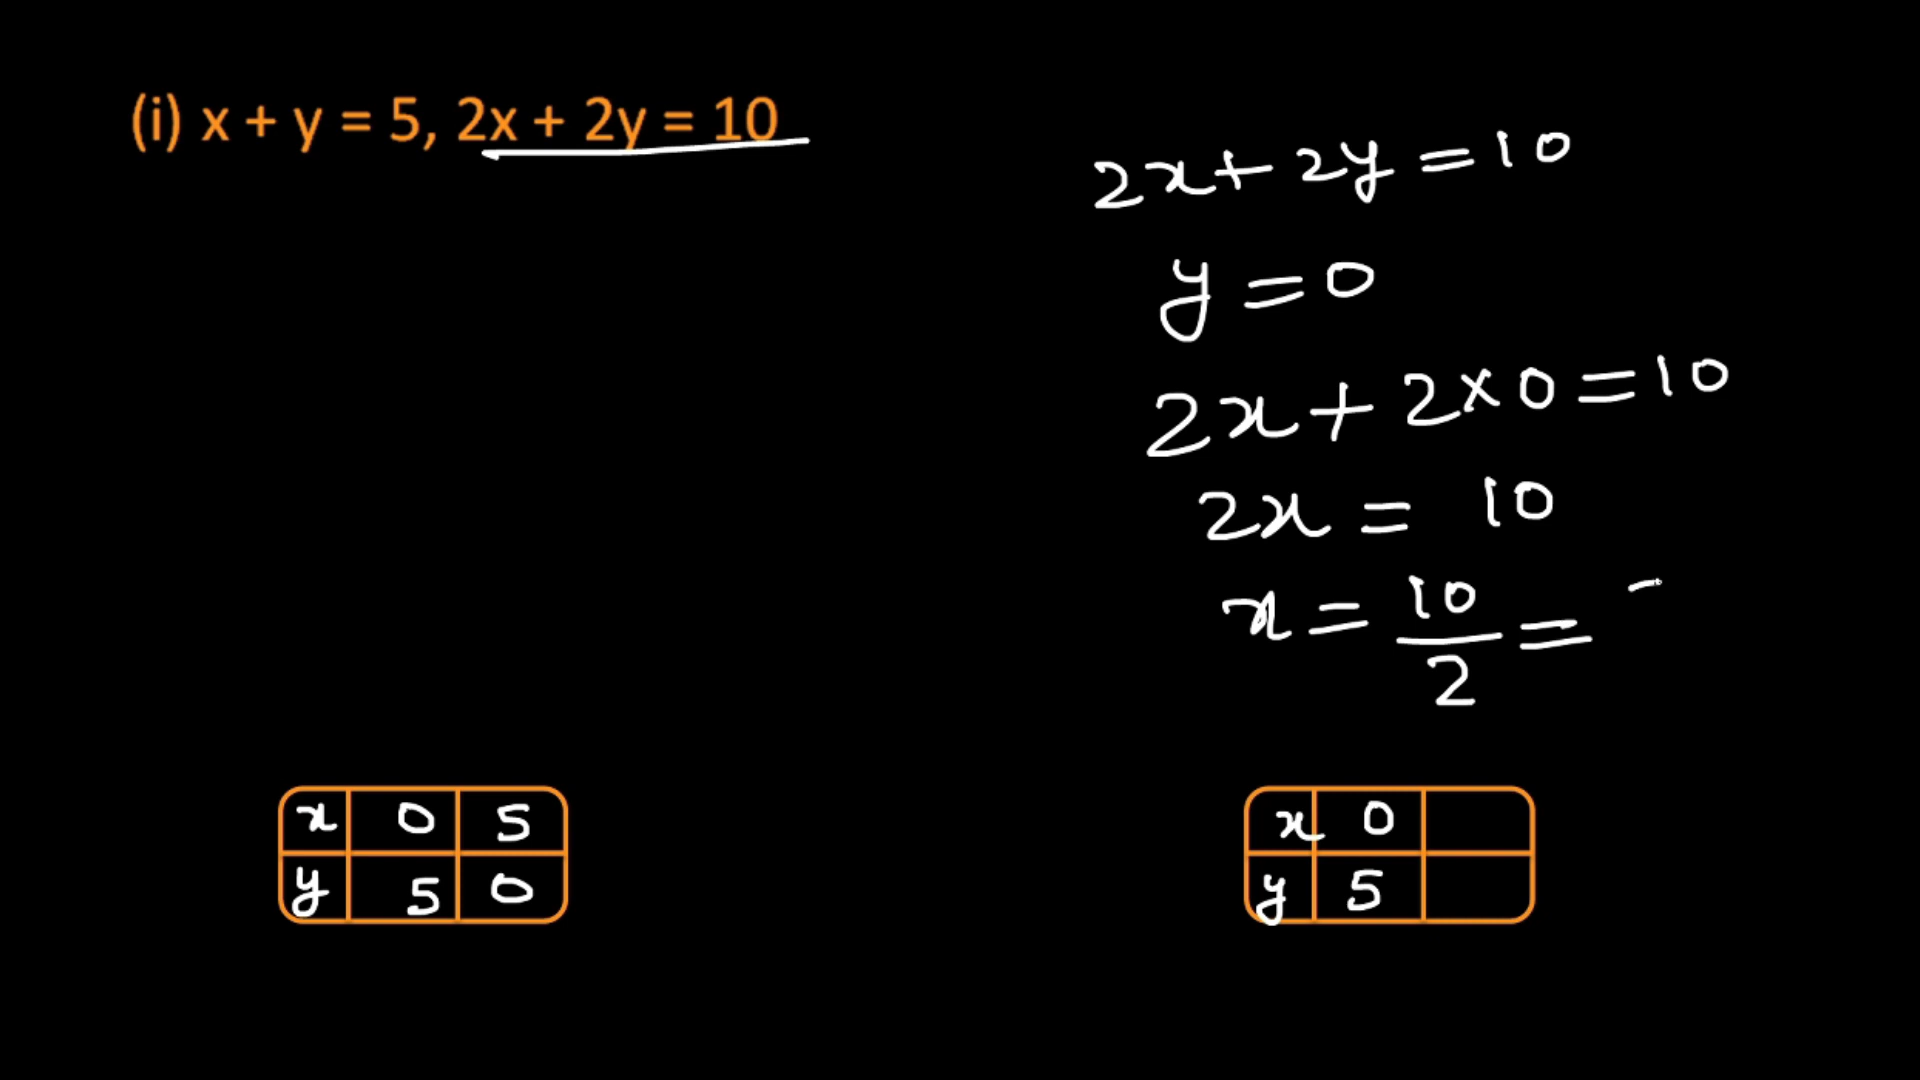 (i) x + y = 5, 2x + 2y = 10
2x + 2y = 10
y = 0
2x + 2 × 0 = 10
2x = 10
x = 10/2 =
x 0 5
y 5 0
x 0
y 5